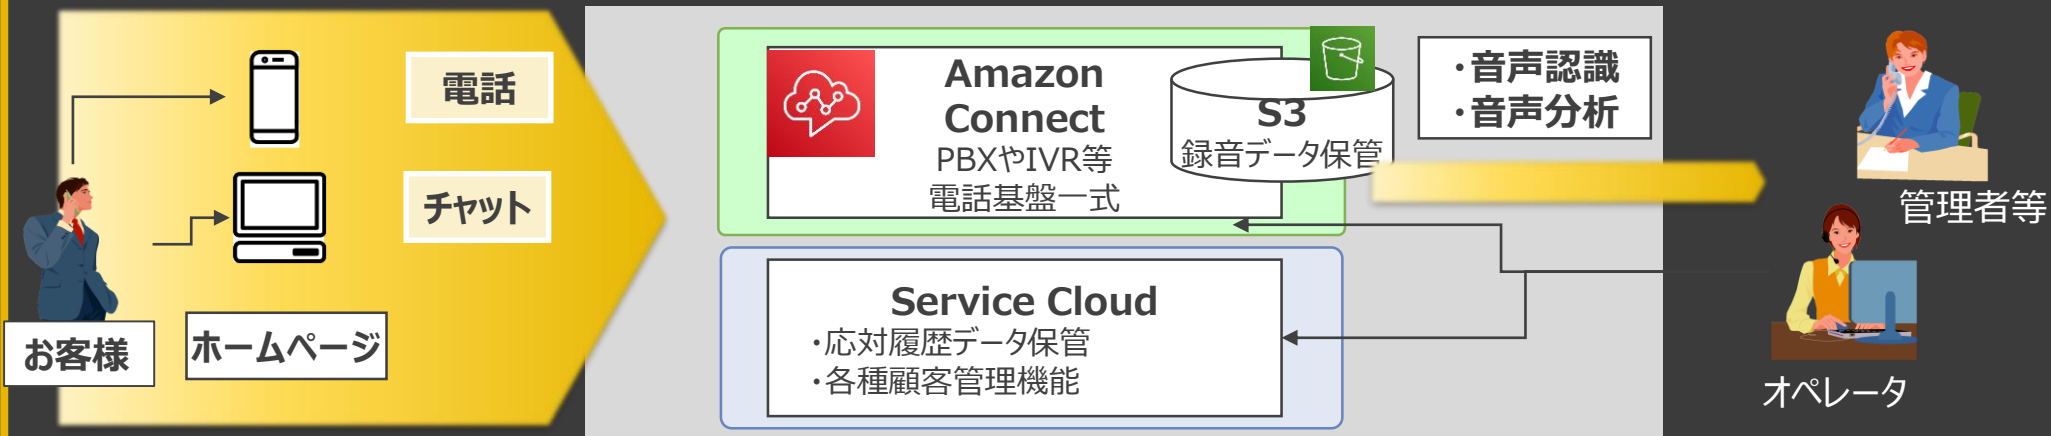 電話
チャット
お客様
ホームページ
Amazon
Connect
PBXやIVR等
電話基盤一式
S3
録音データ保管
・音声認識
・音声分析
Service Cloud
・応対履歴データ保管
・各種顧客管理機能
管理者等
オペレータ